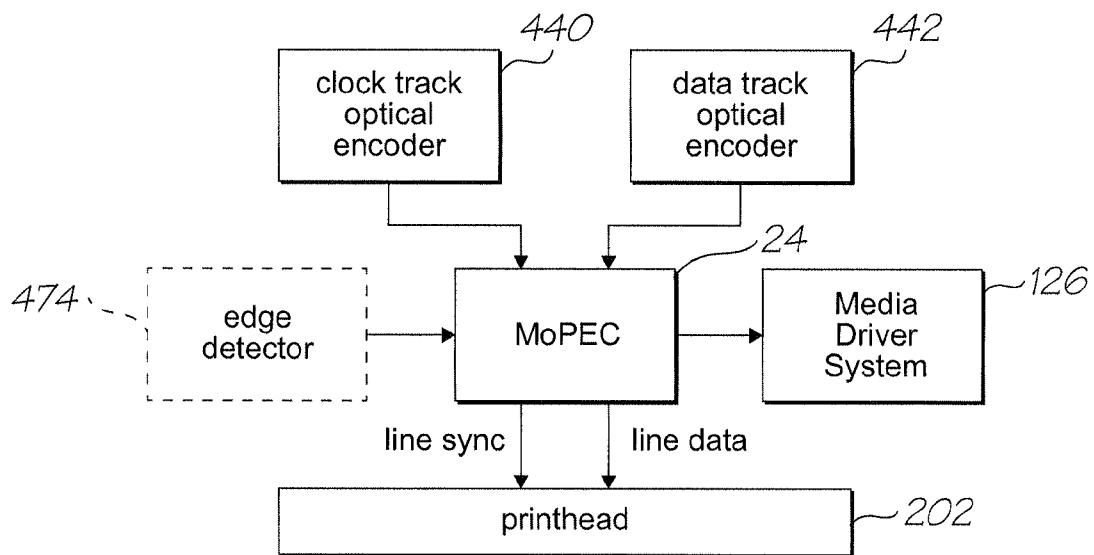 440
442
clock track
optical
encoder
data track
optical
encoder
24
474
126
edge
detector
MoPEC
Media
Driver
System
line sync
line data
printhead
202